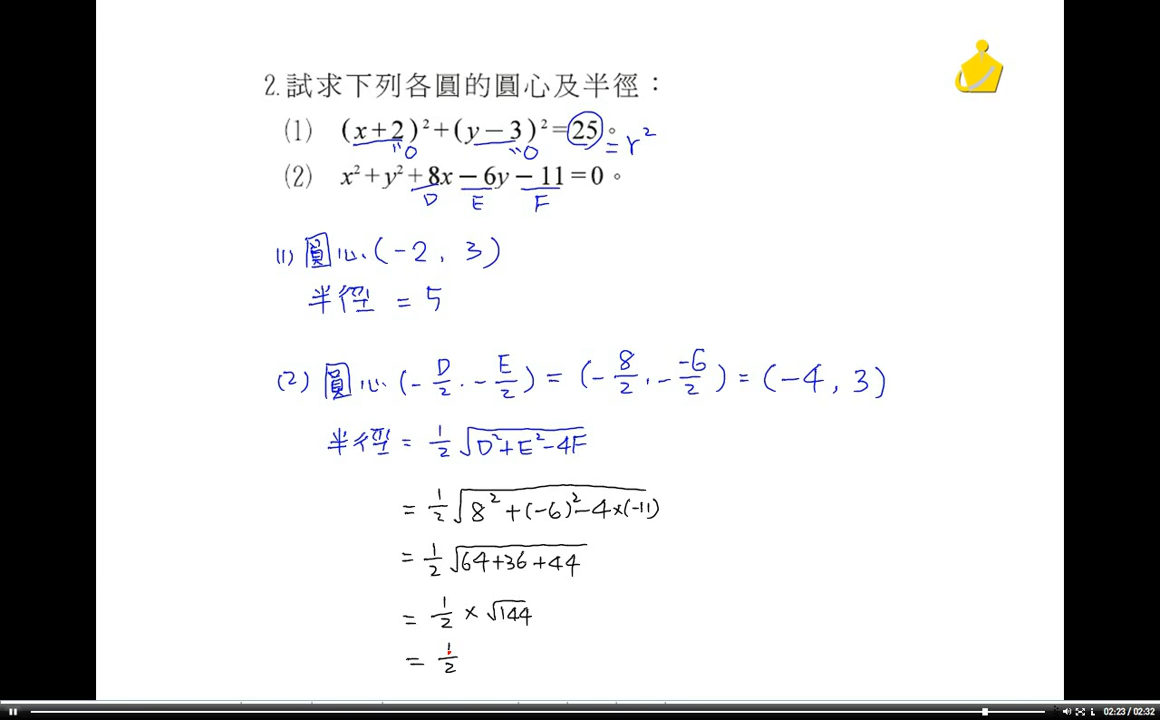 2.試求下列各圓的圓心及半徑：
(1) (x+2)²+(y−3)²=25。 = r²
"0 "0
(2) x²+y²+8x−6y−11=0。
D E F
(1) 圓心(-2, 3)
半徑 = 5
(2) 圓心(-D/2, -E/2) = (-8/2, --6/2) = (-4, 3)
半徑 = 1/2 √D²+E²-4F
= 1/2 √8²+(-6)²-4×(-11)
= 1/2 √64+36+44
= 1/2 × √144
= 1/2
02:23 / 02:32